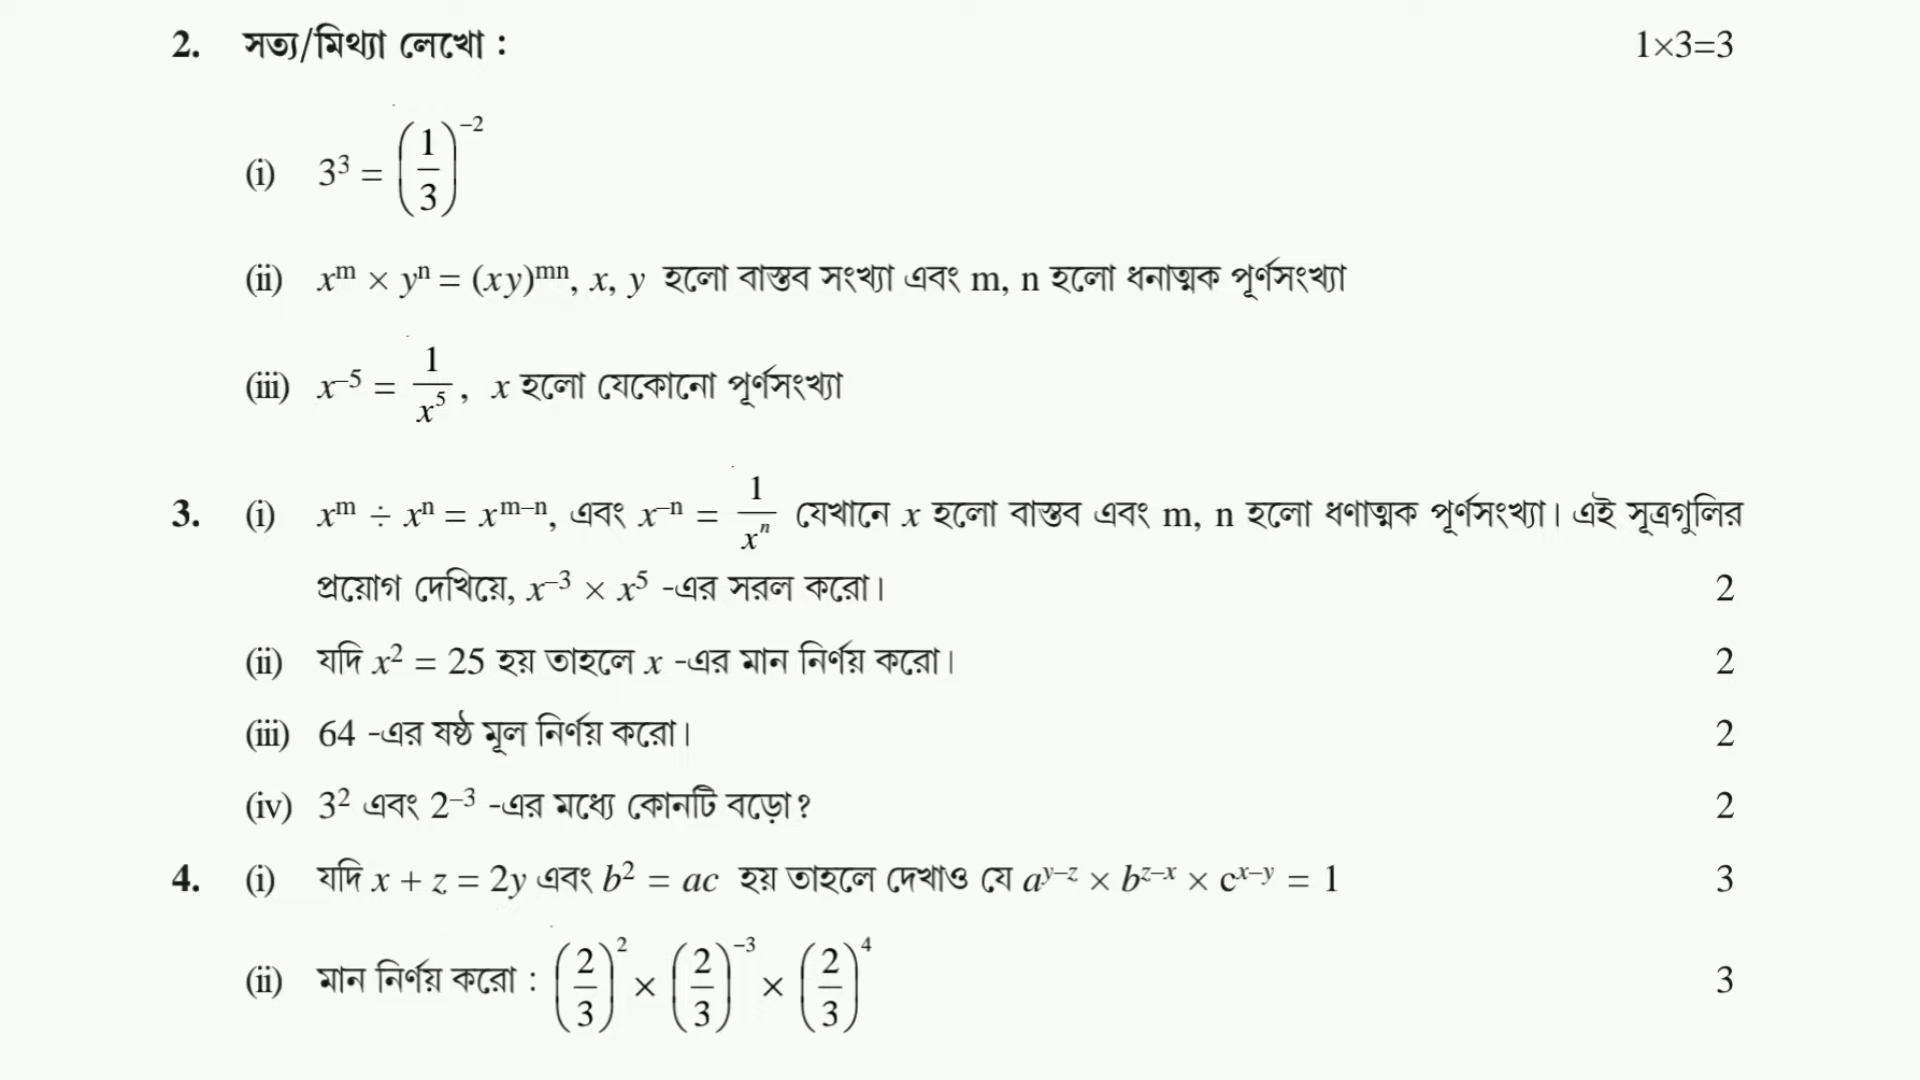 2. সত্য/মিথ্যা লেখো : 1×3=3
(i) 3³ = (1/3)⁻²
(ii) xᵐ × yⁿ = (xy)ᵐⁿ, x, y হলো বাস্তব সংখ্যা এবং m, n হলো ধনাত্মক পূর্ণসংখ্যা
(iii) x⁻⁵ = 1/x⁵, x হলো যেকোনো পূর্ণসংখ্যা
3. (i) xᵐ ÷ xⁿ = xᵐ⁻ⁿ, এবং x⁻ⁿ = 1/xⁿ যেখানে x হলো বাস্তব এবং m, n হলো ধণাত্মক পূর্ণসংখ্যা। এই সূত্রগুলির
প্রয়োগ দেখিয়ে, x⁻³ × x⁵ -এর সরল করো। 2
(ii) যদি x² = 25 হয় তাহলে x -এর মান নির্ণয় করো। 2
(iii) 64 -এর ষষ্ঠ মূল নির্ণয় করো। 2
(iv) 3² এবং 2⁻³ -এর মধ্যে কোনটি বড়ো? 2
4. (i) যদি x + z = 2y এবং b² = ac হয় তাহলে দেখাও যে a^(y–z) × b^(z–x) × c^(x–y) = 1 3
(ii) মান নির্ণয় করো : (2/3)² × (2/3)⁻³ × (2/3)⁴ 3